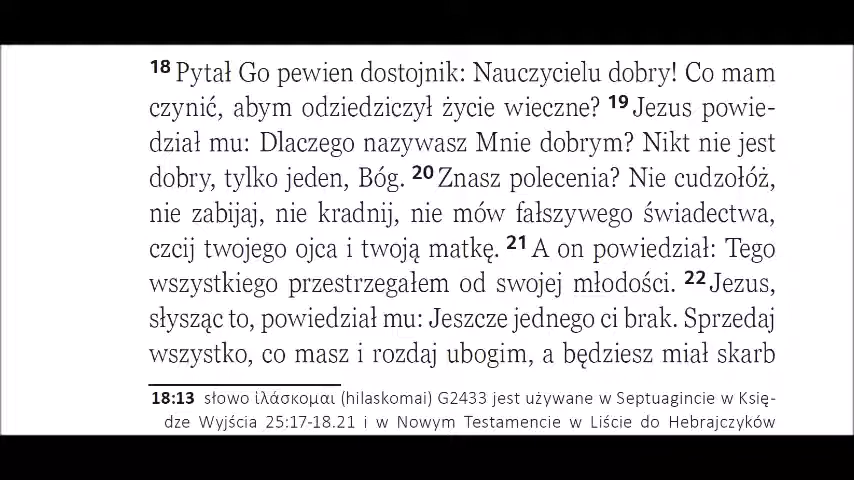 18 Pytał Go pewien dostojnik: Nauczycielu dobry! Co mam
czynić, abym odziedziczył życie wieczne? 19 Jezus powie-
dział mu: Dlaczego nazywasz Mnie dobrym? Nikt nie jest
dobry, tylko jeden, Bóg. 20 Znasz polecenia? Nie cudzołóż,
nie zabijaj, nie kradnij, nie mów fałszywego świadectwa,
czcij twojego ojca i twoją matkę. 21 A on powiedział: Tego
wszystkiego przestrzegałem od swojej młodości. 22 Jezus,
słysząc to, powiedział mu: Jeszcze jednego ci brak. Sprzedaj
wszystko, co masz i rozdaj ubogim, a będziesz miał skarb
18:13 słowo ἱλάσκομαι (hilaskomai) G2433 jest używane w Septuagincie w Księ-
dze Wyjścia 25:17-18.21 i w Nowym Testamencie w Liście do Hebrajczyków